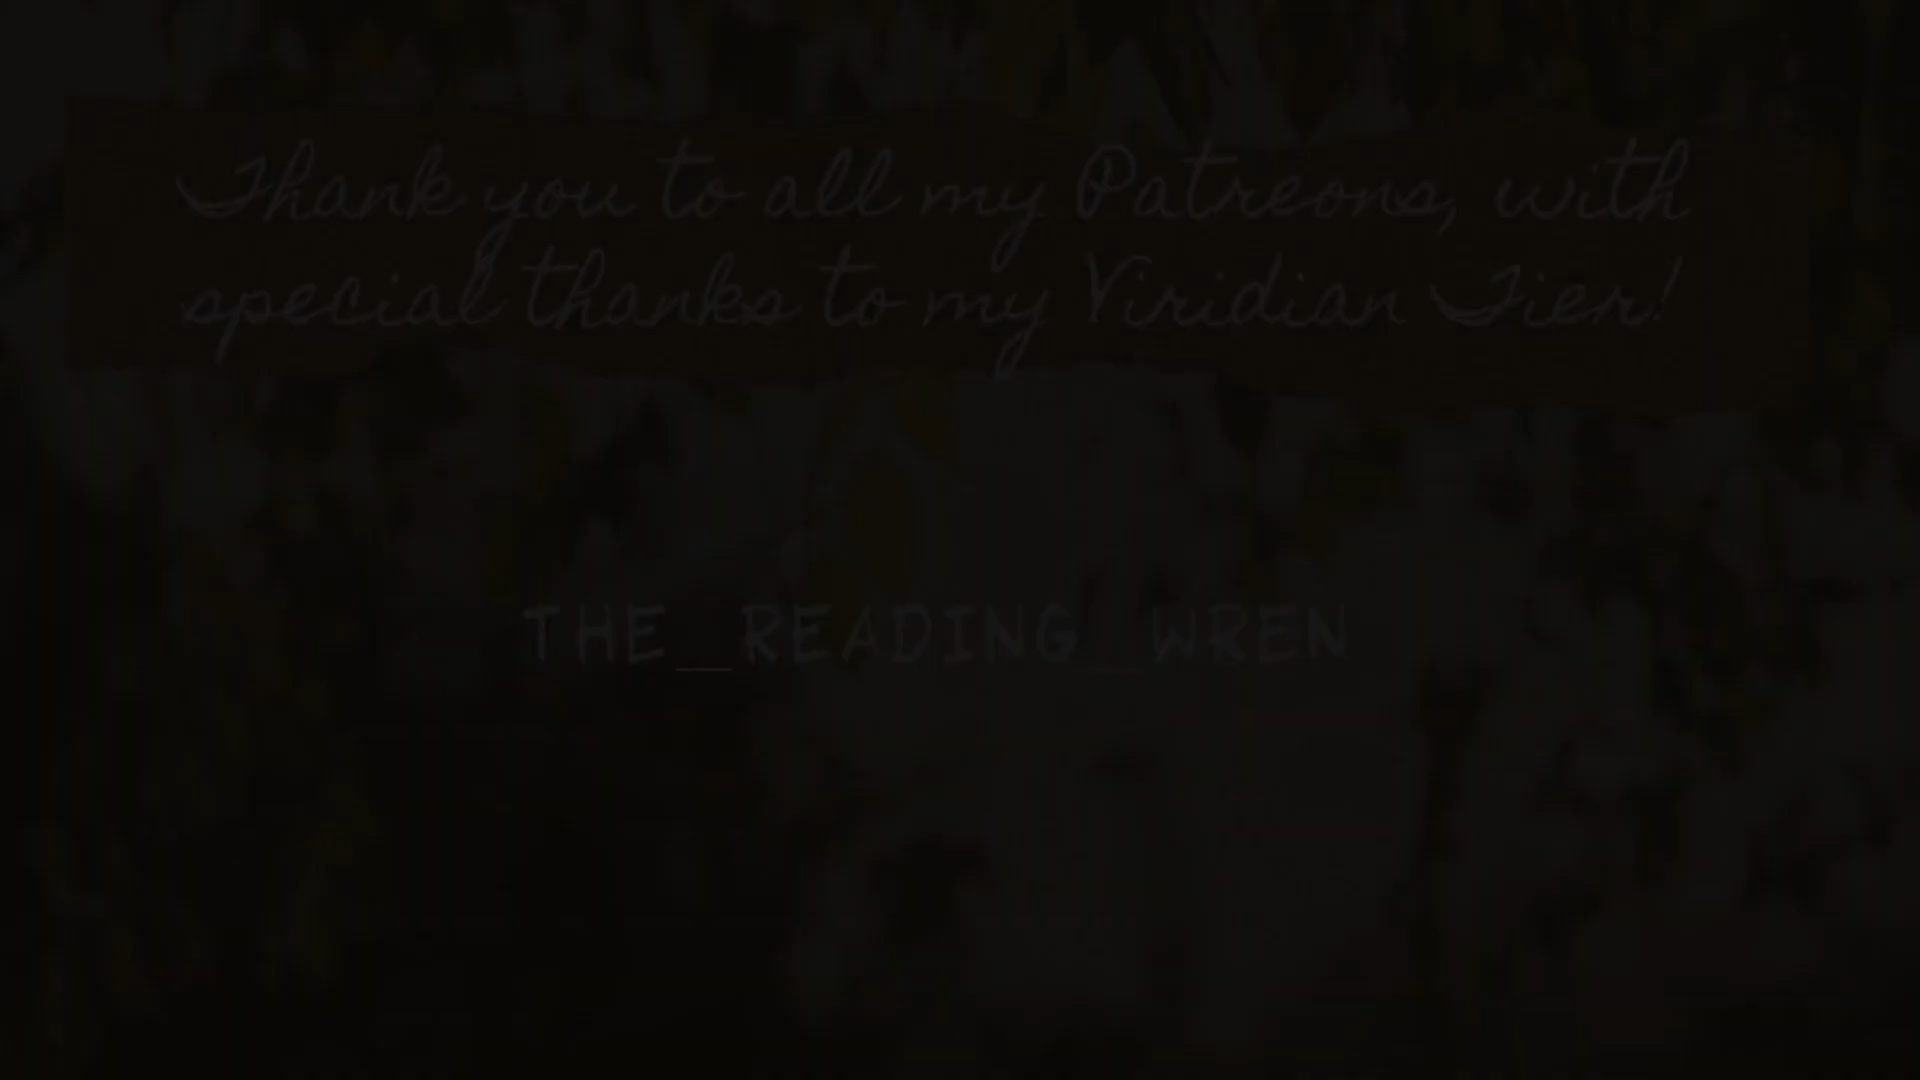 Thank you to all my Patreons, with
special thanks to my Viridian Tier!
THE_READING_WREN